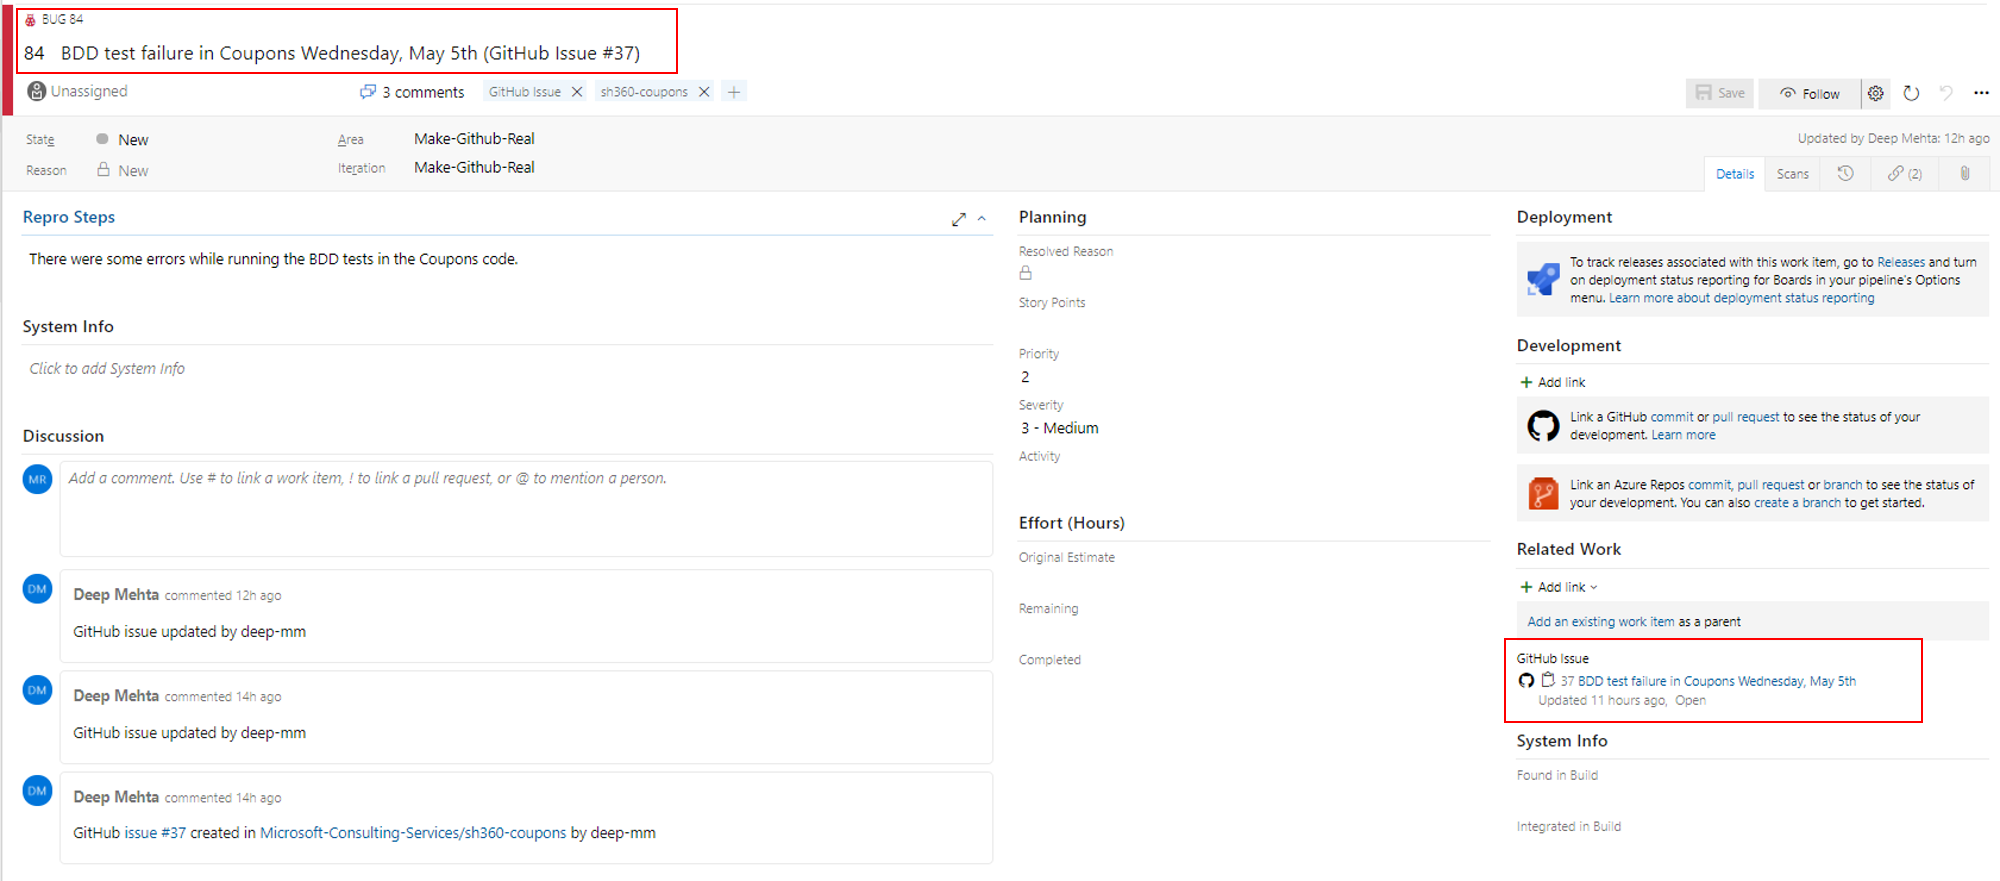 BUG 84
84 BDD test failure in Coupons Wednesday, May 5th (GitHub Issue #37)
Unassigned
3 comments
GitHub Issue
sh360-coupons
Save
Follow
State
New
Area
Make-Github-Real
Updated by Deep Mehta: 12h ago
Reason
New
Iteration
Make-Github-Real
Details
Scans
(2)
Repro Steps
There were some errors while running the BDD tests in the Coupons code.
System Info
Click to add System Info
Discussion
MR
Add a comment. Use # to link a work item, ! to link a pull request, or @ to mention a person.
DM
Deep Mehta commented 12h ago
GitHub issue updated by deep-mm
DM
Deep Mehta commented 14h ago
GitHub issue updated by deep-mm
DM
Deep Mehta commented 14h ago
GitHub issue #37 created in Microsoft-Consulting-Services/sh360-coupons by deep-mm
Planning
Resolved Reason
Story Points
Priority
2
Severity
3 - Medium
Activity
Effort (Hours)
Original Estimate
Remaining
Completed
Deployment
To track releases associated with this work item, go to Releases and turn
on deployment status reporting for Boards in your pipeline's Options
menu. Learn more about deployment status reporting
Development
Add link
Link a GitHub commit or pull request to see the status of your
development. Learn more
Link an Azure Repos commit, pull request or branch to see the status of
your development. You can also create a branch to get started.
Related Work
Add link
Add an existing work item as a parent
GitHub Issue
37 BDD test failure in Coupons Wednesday, May 5th
Updated 11 hours ago, Open
System Info
Found in Build
Integrated in Build